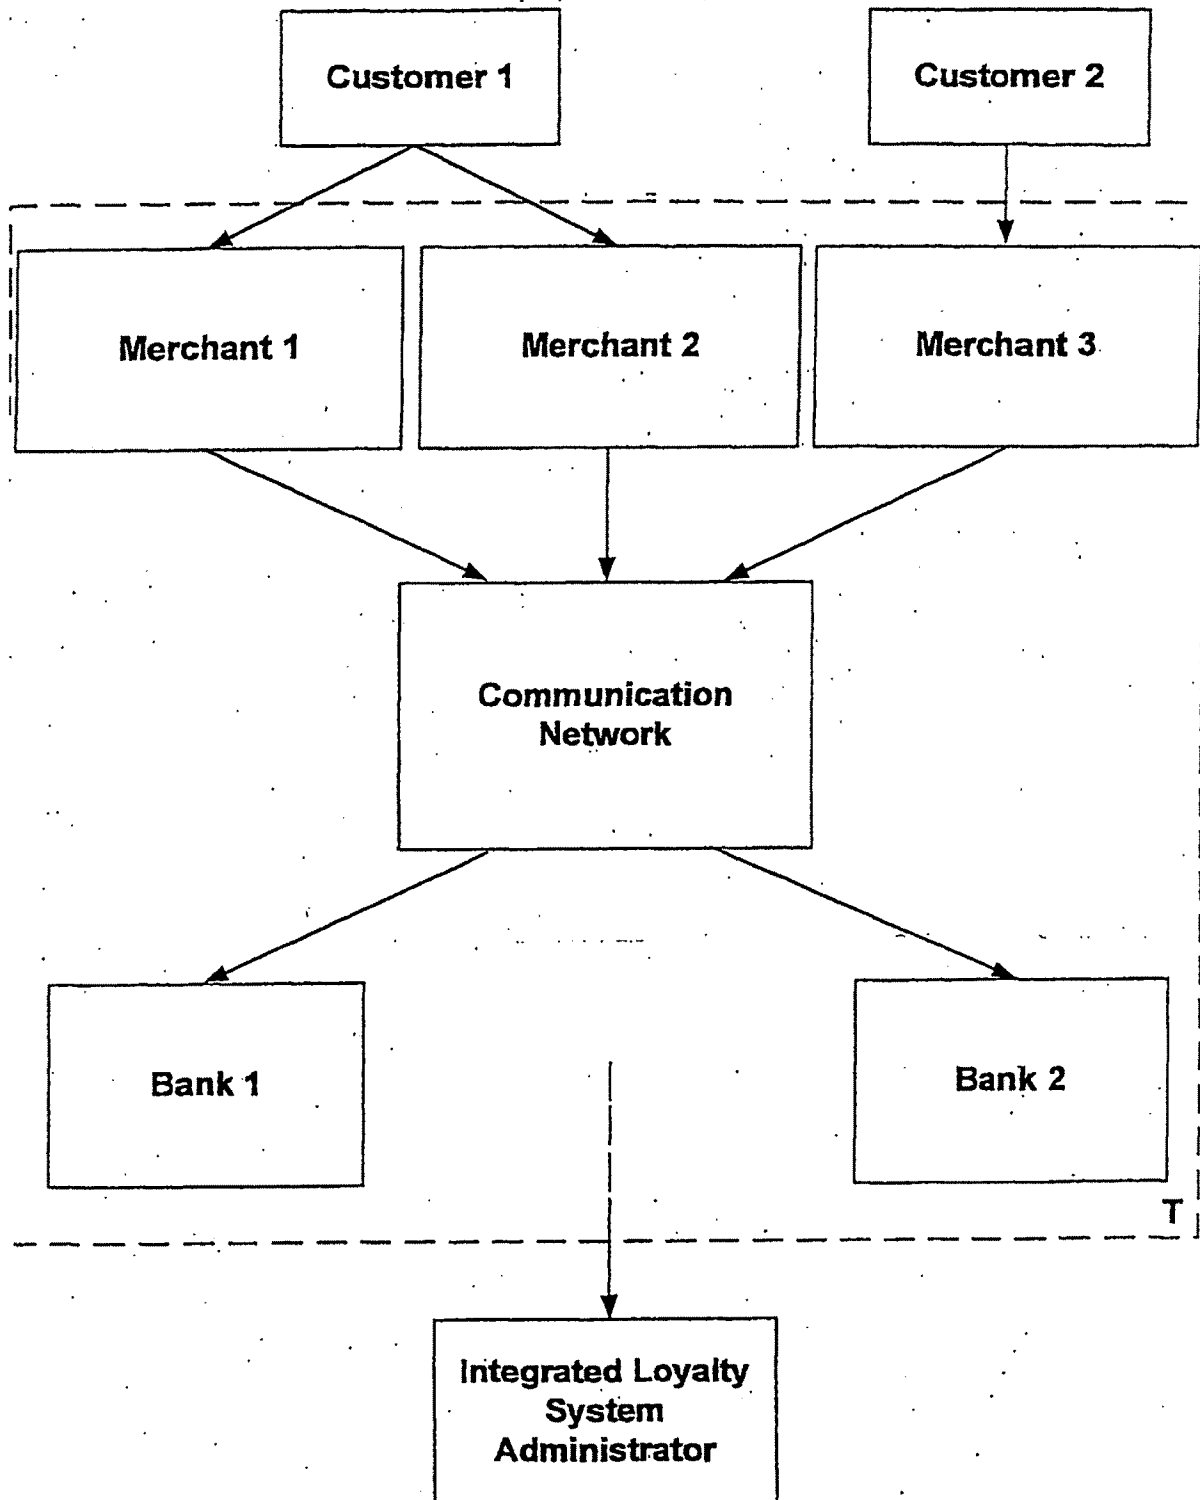 Customer 1
Customer 2
Merchant 1
Merchant 2
Merchant 3
Communication
Network
Bank 1
Bank 2
T
Integrated Loyalty
System
Administrator